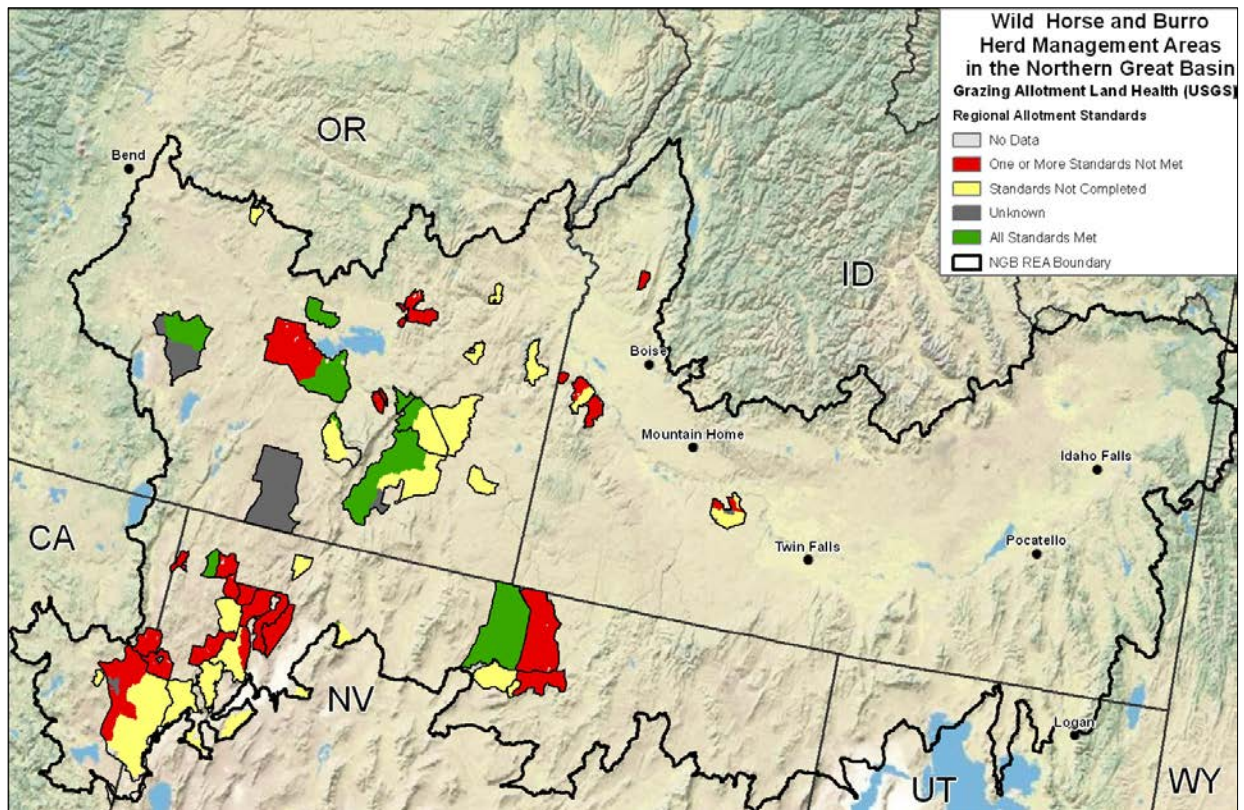 Wild Horse and Burro
Herd Management Areas
in the Northern Great Basin
Grazing Allotment Land Health (USGS)
Regional Allotment Standards
No Data
One or More Standards Not Met
Standards Not Completed
Unknown
All Standards Met
NGB REA Boundary
OR
Bend
ID
Boise
Mountain Home
Idaho Falls
CA
Twin Falls
Pocatello
NV
Logan
UT
WY